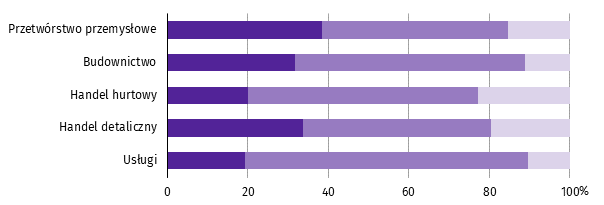 Przetwórstwo przemysłowe
Budownictwo
Handel hurtowy
Handel detaliczny
Usługi
0 20 40 60 80 100%